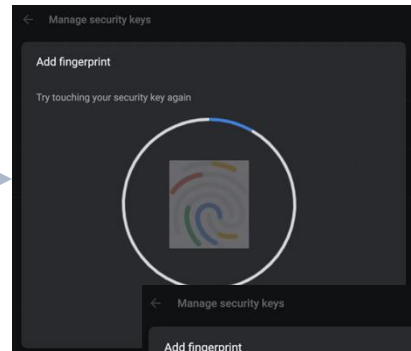 Manage security keys
Add fingerprint
Try touching your security key again
Manage security keys
Add fingerprint